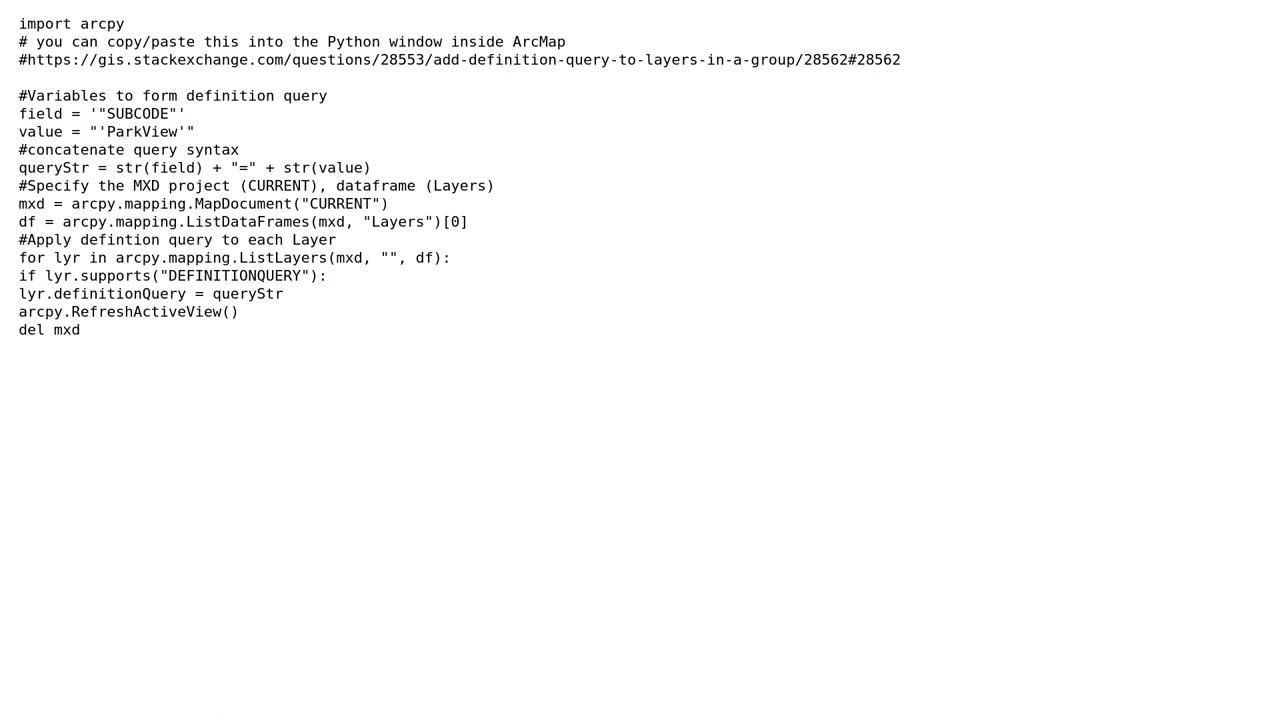 import arcpy
# you can copy/paste this into the Python window inside ArcMap
#https://gis.stackexchange.com/questions/28553/add-definition-query-to-layers-in-a-group/28562#28562
#Variables to form definition query
field = '"SUBCODE"'
value = "'ParkView'"
#concatenate query syntax
queryStr = str(field) + "=" + str(value)
#Specify the MXD project (CURRENT), dataframe (Layers)
mxd = arcpy.mapping.MapDocument("CURRENT")
df = arcpy.mapping.ListDataFrames(mxd, "Layers")[0]
#Apply defintion query to each Layer
for lyr in arcpy.mapping.ListLayers(mxd, "", df):
if lyr.supports("DEFINITIONQUERY"):
lyr.definitionQuery = queryStr
arcpy.RefreshActiveView()
del mxd